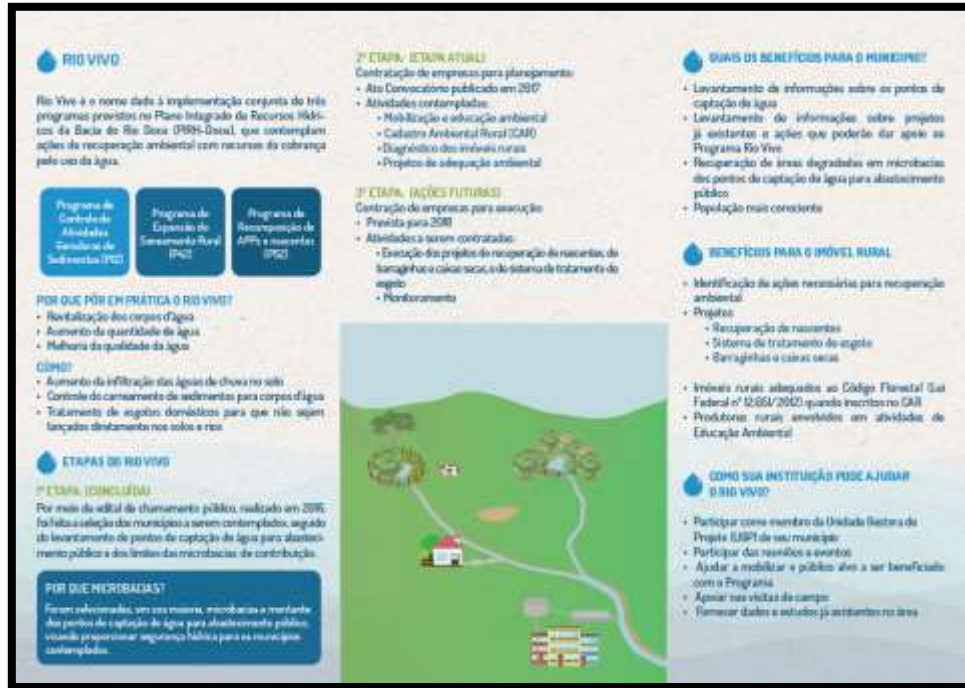 RIO VIVO
Rio Vivo é o nome dado à implementação conjunta de três
programas previstos no Plano Integrado de Recursos Hídri-
cos da Bacia do Rio Doce (PIRH-Doce), que contemplam
ações de recuperação ambiental com recursos da cobrança
pelo uso da água.
Programa de
Controle de
Atividades
Geradoras de
Sedimentos (P12)
Programa de
Expansão do
Saneamento Rural
(P42)
Programa de
Recomposição de
APPs e nascentes
(P52)
POR QUE PÔR EM PRÁTICA O RIO VIVO?
• Revitalização dos corpos d'água
• Aumento da quantidade de água
• Melhoria da qualidade da água
COMO?
• Aumento da infiltração das águas de chuva no solo
• Controle do carreamento de sedimentos para corpos d'água
• Tratamento de esgotos domésticos para que não sejam
lançados diretamente nos solos e rios
ETAPAS DO RIO VIVO
1ª ETAPA: (CONCLUÍDA)
Por meio de edital de chamamento público, realizado em 2016,
foi feita a seleção dos municípios a serem contemplados, seguido
do levantamento de pontos de captação de água para abasteci-
mento público e dos limites das microbacias de contribuição.
POR QUE MICROBACIAS?
Foram selecionadas, em sua maioria, microbacias a montante
dos pontos de captação de água para abastecimento público,
visando proporcionar segurança hídrica para os municípios
contemplados.
2ª ETAPA: (ETAPA ATUAL)
Contratação de empresas para planejamento:
• Ato Convocatório publicado em 2017
• Atividades contempladas:
• Mobilização e educação ambiental
• Cadastro Ambiental Rural (CAR)
• Diagnóstico dos imóveis rurais
• Projetos de adequação ambiental
3ª ETAPA: (AÇÕES FUTURAS)
Contração de empresas para execução:
• Prevista para 2018
• Atividades a serem contratadas:
• Execução dos projetos de recuperação de nascentes, de
barraginhas e caixas secas, e do sistema de tratamento do
esgoto
• Monitoramento
QUAIS OS BENEFÍCIOS PARA O MUNICÍPIO?
• Levantamento de informações sobre os pontos de
captação de água
• Levantamento de informações sobre projetos
já existentes e ações que poderão dar apoio ao
Programa Rio Vivo
• Recuperação de áreas degradadas em microbacias
dos pontos de captação de água para abastecimento
público
• População mais consciente
BENEFÍCIOS PARA O IMÓVEL RURAL
• Identificação de ações necessárias para recuperação
ambiental
• Projetos
• Recuperação de nascentes
• Sistema de tratamento de esgoto
• Barraginhas e caixas secas
• Imóveis rurais adequados ao Código Florestal (Lei
Federal nº 12.651/2012) quando inscritos no CAR
• Produtores rurais envolvidos em atividades de
Educação Ambiental
COMO SUA INSTITUIÇÃO PODE AJUDAR
O RIO VIVO?
• Participar como membro da Unidade Gestora de
Projeto (UGP) de seu município
• Participar das reuniões e eventos
• Ajudar a mobilizar o público alvo a ser beneficiado
com o Programa
• Apoiar nas visitas de campo
• Fornecer dados e estudos já existentes na área